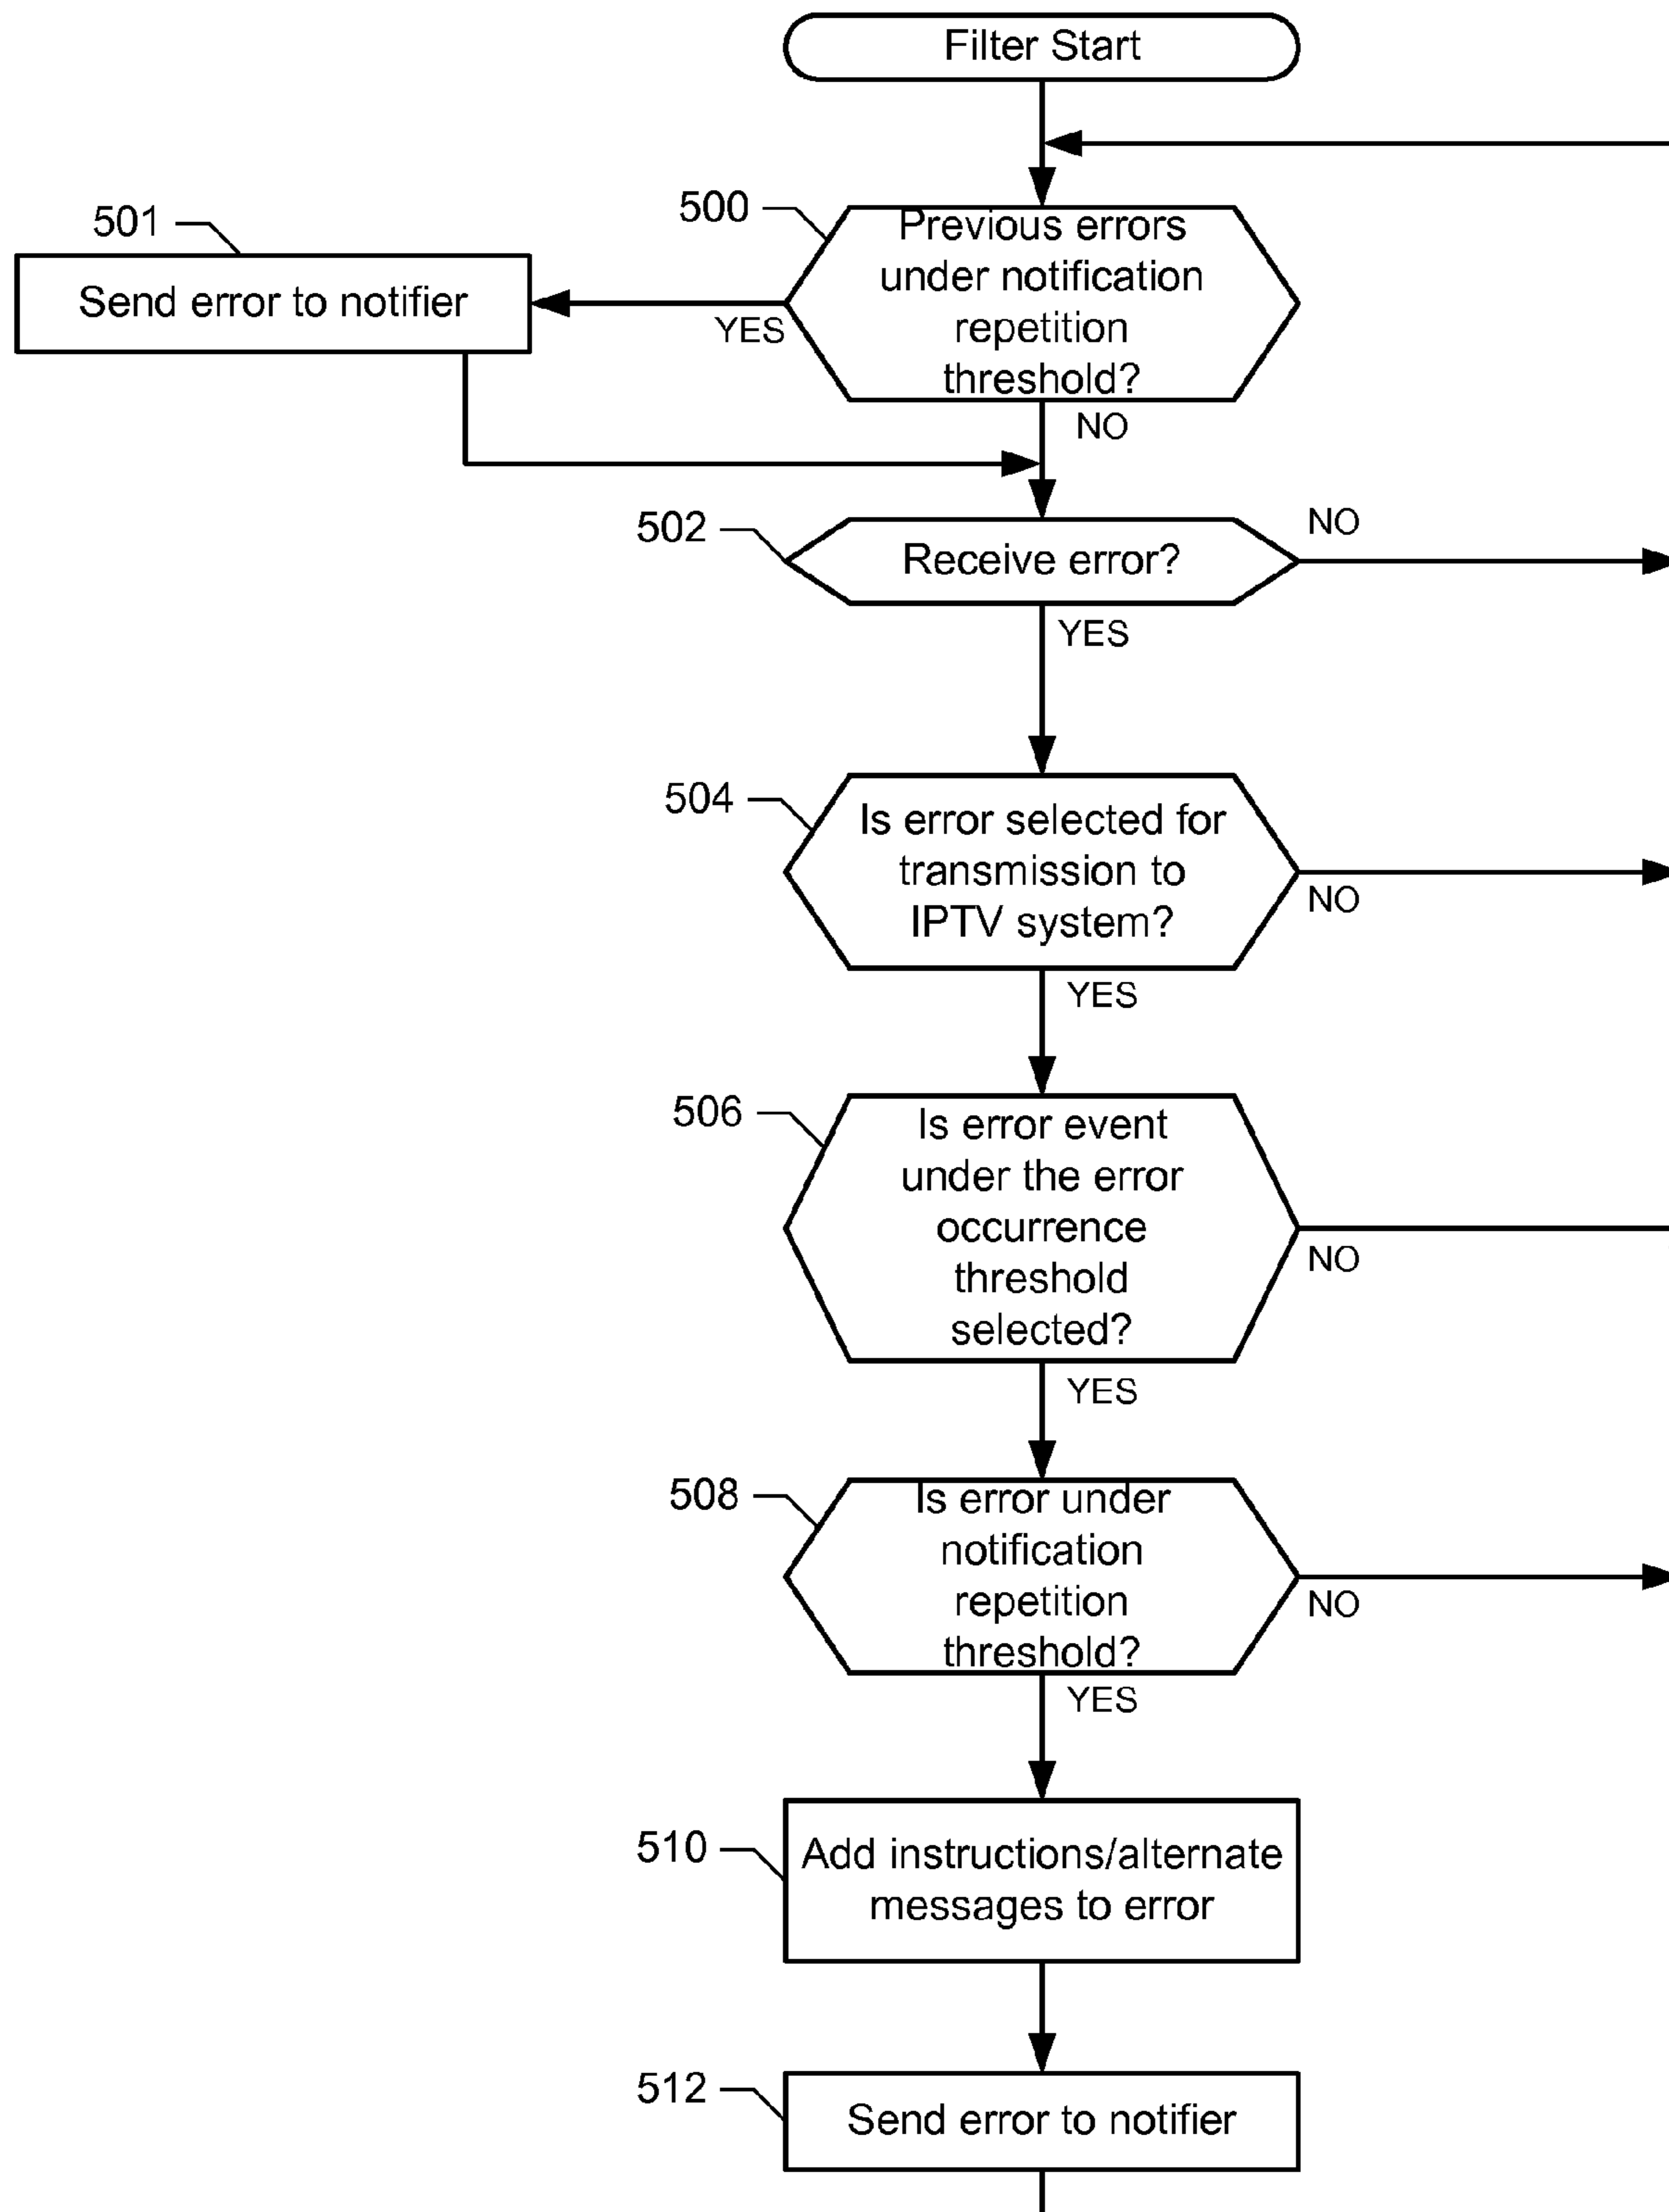 Filter Start
500
Previous errors
under notification
repetition
threshold?
501
Send error to notifier
YES
NO
502
Receive error?
NO
YES
504
Is error selected for
transmission to
IPTV system?
NO
YES
506
Is error event
under the error
occurrence
threshold
selected?
NO
YES
508
Is error under
notification
repetition
threshold?
NO
YES
510
Add instructions/alternate
messages to error
512
Send error to notifier